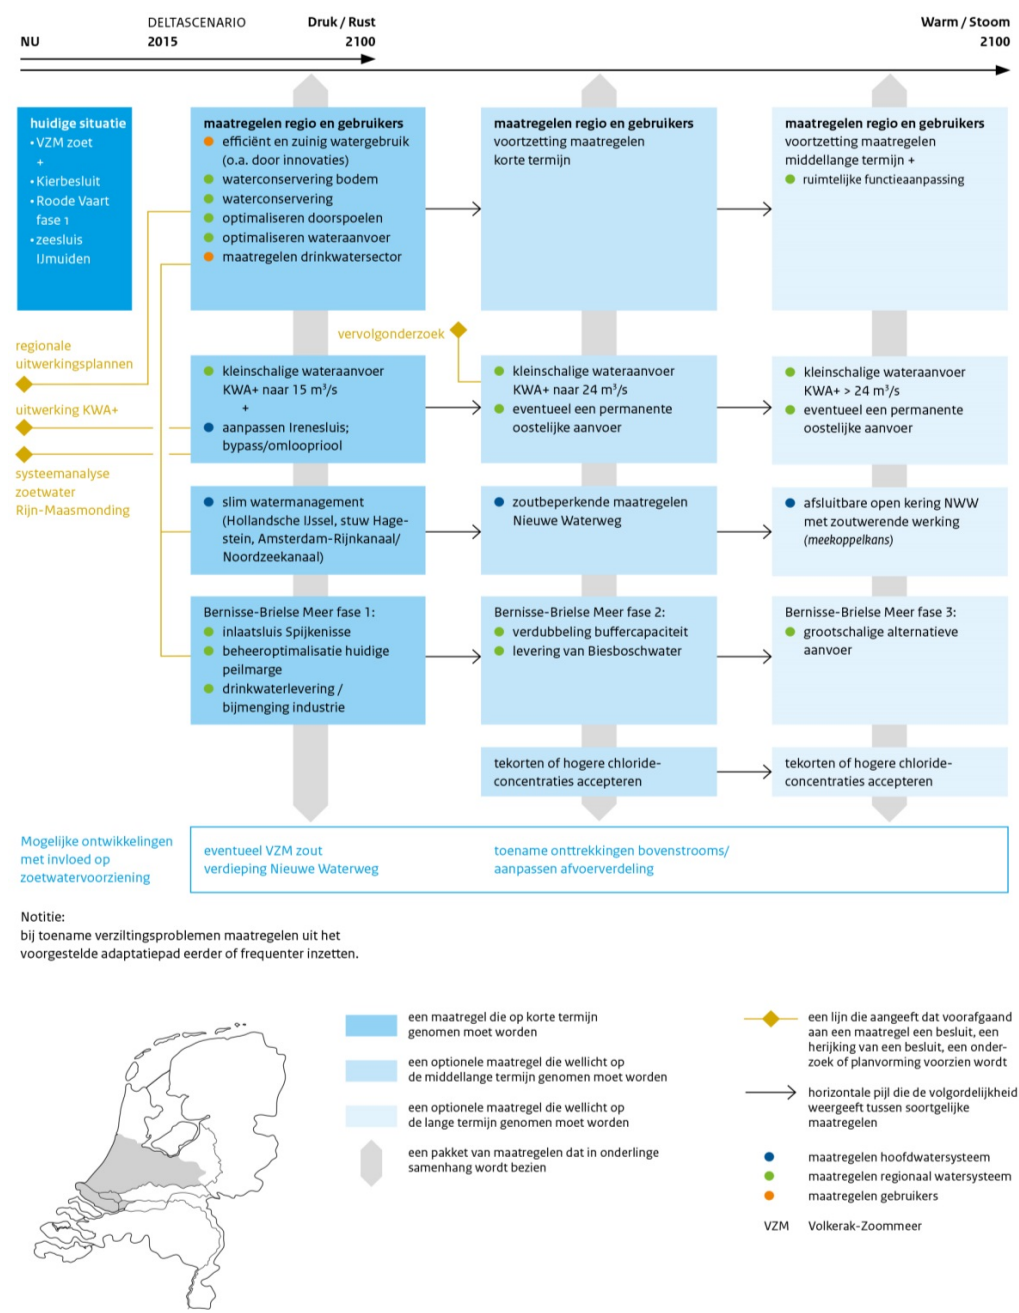 DELTASCENARIO
Druk / Rust
Warm / Stoom
NU
2015
2100
2100
huidige situatie
• VZM zoet
+
• Kierbesluit
• Roode Vaart
fase 1
• zeesluis
IJmuiden
maatregelen regio en gebruikers
efficiënt en zuinig watergebruik
(o.a. door innovaties)
waterconservering bodem
waterconservering
optimaliseren doorspoelen
optimaliseren wateraanvoer
maatregelen drinkwatersector
maatregelen regio en gebruikers
voortzetting maatregelen
korte termijn
maatregelen regio en gebruikers
voortzetting maatregelen
middellange termijn +
ruimtelijke functieaanpassing
vervolgonderzoek
regionale
uitwerkingsplannen
uitwerking KWA+
systeemanalyse
zoetwater
Rijn-Maasmonding
kleinschalige wateraanvoer
KWA+ naar 15 m³/s
+
aanpassen Irenesluis;
bypass/omloopriool
kleinschalige wateraanvoer
KWA+ naar 24 m³/s
eventueel een permanente
oostelijke aanvoer
kleinschalige wateraanvoer
KWA+ > 24 m³/s
eventueel een permanente
oostelijke aanvoer
slim watermanagement
(Hollandsche IJssel, stuw Hage-
stein, Amsterdam-Rijnkanaal/
Noordzeekanaal)
zoutbeperkende maatregelen
Nieuwe Waterweg
afsluitbare open kering NWW
met zoutwerende werking
(meekoppelkans)
Bernisse-Brielse Meer fase 1:
inlaatsluis Spijkenisse
beheeroptimalisatie huidige
peilmarge
drinkwaterlevering /
bijmenging industrie
Bernisse-Brielse Meer fase 2:
verdubbeling buffercapaciteit
levering van Biesboschwater
Bernisse-Brielse Meer fase 3:
grootschalige alternatieve
aanvoer
tekorten of hogere chloride-
concentraties accepteren
tekorten of hogere chloride-
concentraties accepteren
Mogelijke ontwikkelingen
met invloed op
zoetwatervoorziening
eventueel VZM zout
verdieping Nieuwe Waterweg
toename onttrekkingen bovenstrooms/
aanpassen afvoerverdeling
Notitie:
bij toename verziltingsproblemen maatregelen uit het
voorgestelde adaptatiepad eerder of frequenter inzetten.
een maatregel die op korte termijn
genomen moet worden
een optionele maatregel die wellicht op
de middellange termijn genomen moet worden
een optionele maatregel die wellicht op
de lange termijn genomen moet worden
een pakket van maatregelen dat in onderlinge
samenhang wordt bezien
een lijn die aangeeft dat voorafgaand
aan een maatregel een besluit, een
herijking van een besluit, een onder-
zoek of planvorming voorzien wordt
horizontale pijl die de volgordelijkheid
weergeeft tussen soortgelijke
maatregelen
maatregelen hoofdwatersysteem
maatregelen regionaal watersysteem
maatregelen gebruikers
VZM Volkerak-Zoommeer